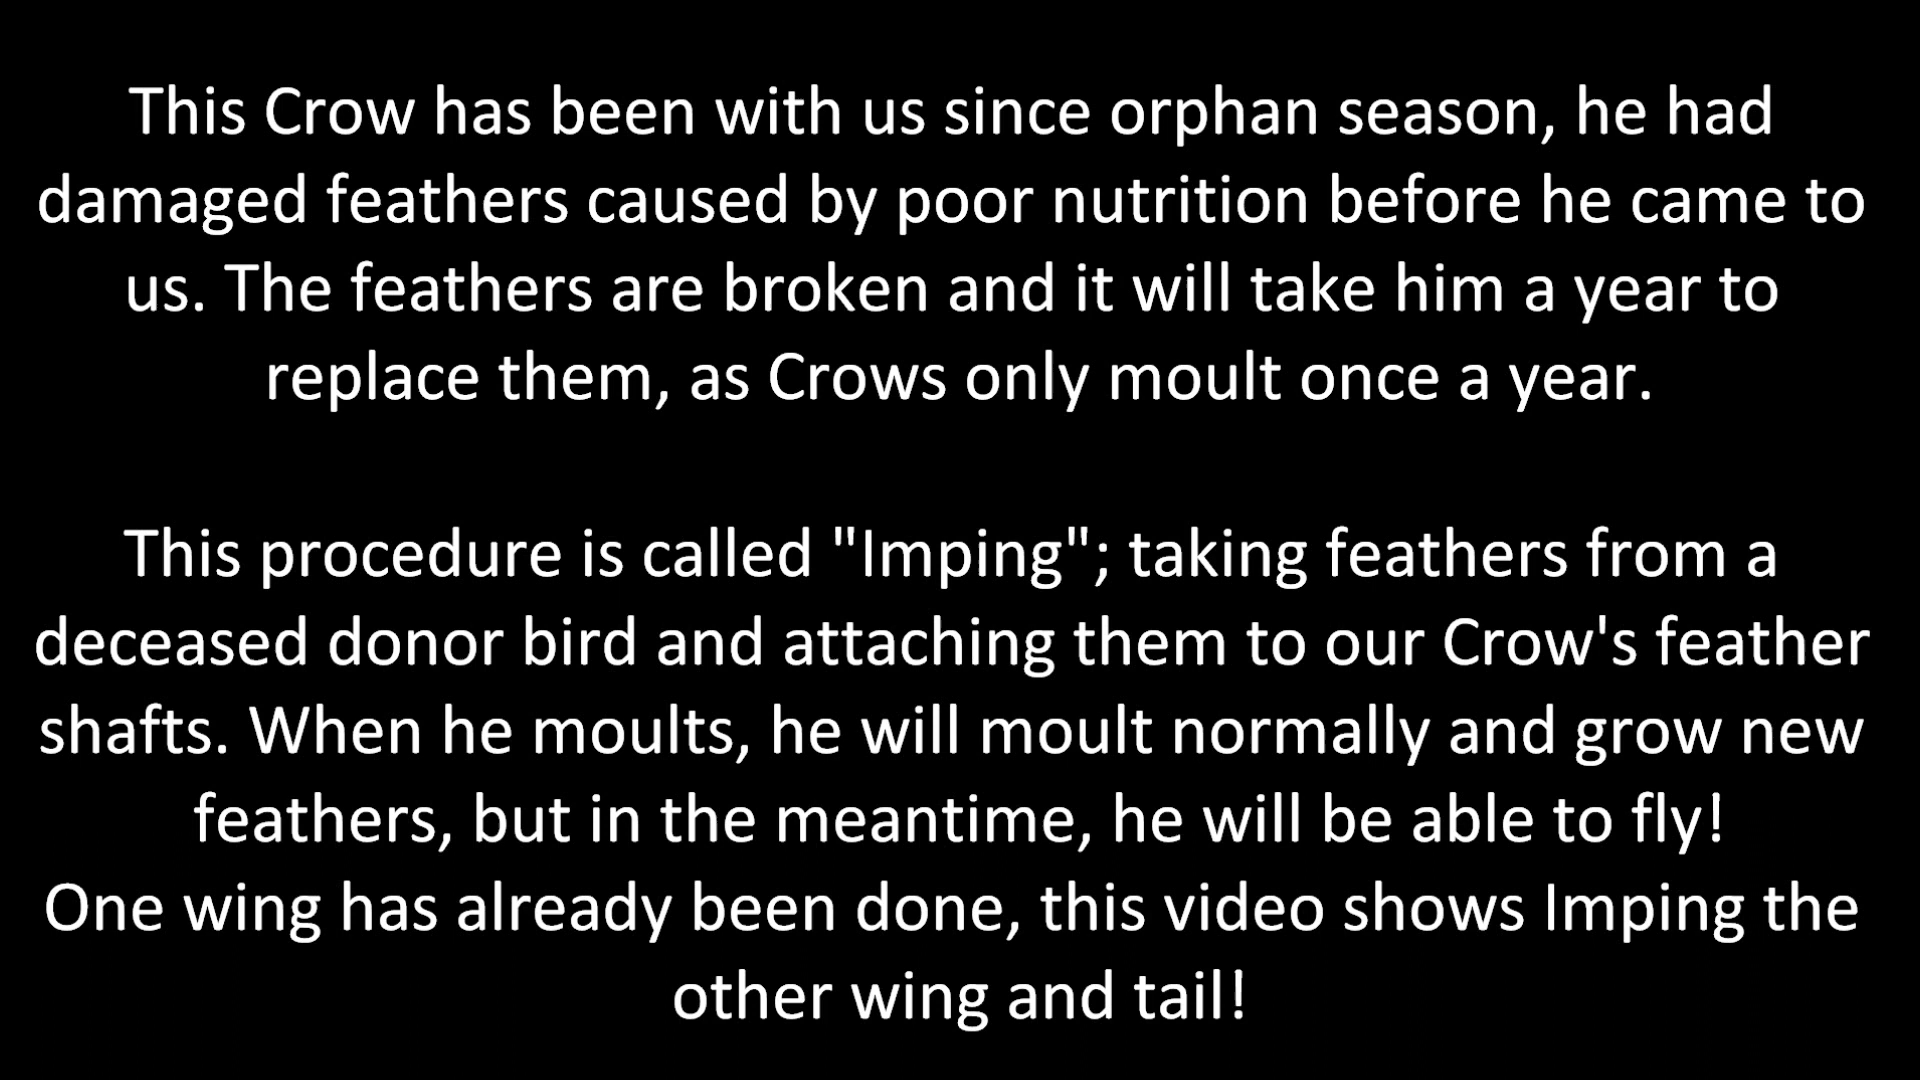 This Crow has been with us since orphan season, he had
damaged feathers caused by poor nutrition before he came to
us. The feathers are broken and it will take him a year to
replace them, as Crows only moult once a year.
This procedure is called "Imping"; taking feathers from a
deceased donor bird and attaching them to our Crow's feather
shafts. When he moults, he will moult normally and grow new
feathers, but in the meantime, he will be able to fly!
One wing has already been done, this video shows Imping the
other wing and tail!